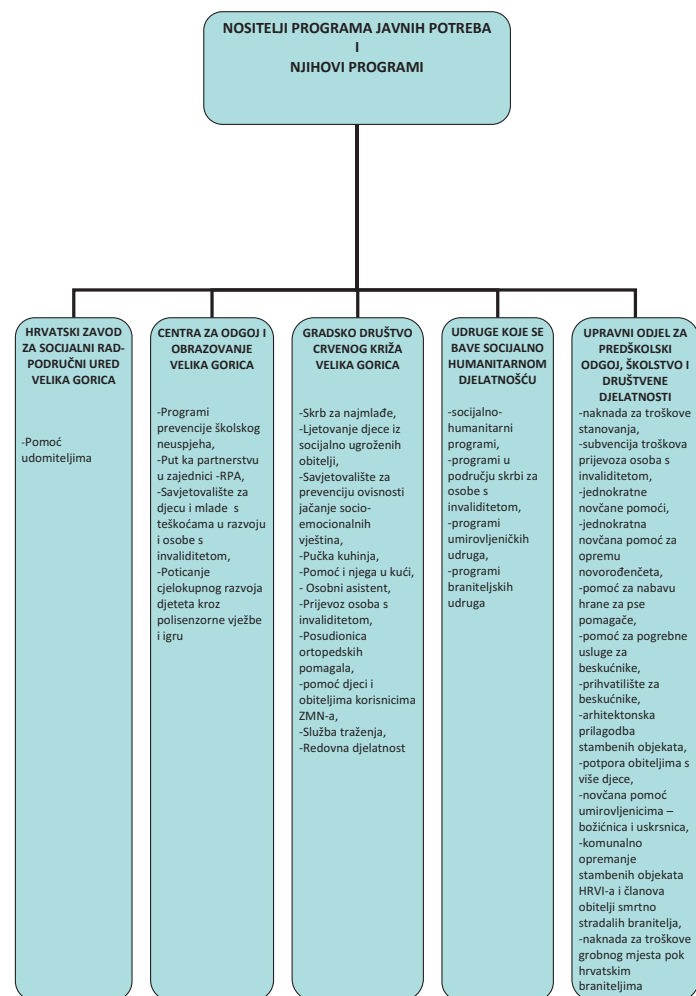 NOSITELJI PROGRAMA JAVNIH POTREBA
I
NJIHOVI PROGRAMI
HRVATSKI ZAVOD
ZA SOCIJALNI RAD-
PODRUČNI URED
VELIKA GORICA
-Pomoć
udomiteljima
CENTRA ZA ODGOJ I
OBRAZOVANJE
VELIKA GORICA
-Programi
prevencije školskog
neuspjeha,
-Put ka partnerstvu
u zajednici -RPA,
-Savjetovalište za
djecu i mlade s
teškoćama u razvoju
i osobe s
invaliditetom,
-Poticanje
cjelokupnog razvoja
djeteta kroz
polisenzorne vježbe
i igru
GRADSKO DRUŠTVO
CRVENOG KRIŽA
VELIKA GORICA
-Skrb za najmlađe,
-Ljetovanje djece iz
socijalno ugroženih
obitelji,
-Savjetovalište za
prevenciju ovisnosti
jačanje socio-
emocionalnih
vještina,
-Pučka kuhinja,
-Pomoć i njega u kući,
- Osobni asistent,
-Prijevoz osoba s
invaliditetom,
-Posudionica
ortopedskih
pomagala,
-pomoć djeci i
obiteljima korisnicima
ZMN-a,
-Služba traženja,
-Redovna djelatnost
UDRUGE KOJE SE
BAVE SOCIJALNO
HUMANITARNOM
DJELATNOŠĆU
-socijalno-
humanitarni
programi,
-programi u
području skrbi za
osobe s
invaliditetom,
-programi
umirovljeničkih
udruga,
-programi
braniteljskih
udruga
UPRAVNI ODJEL ZA
PREDŠKOLSKI
ODGOJ, ŠKOLSTVO I
DRUŠTVENE
DJELATNOSTI
-naknada za troškove
stanovanja,
-subvencija troškova
prijevoza osoba s
invaliditetom,
-jednokratne
novčane pomoći,
-jednokratna
novčana pomoć za
opremu
novorođenčeta,
-pomoć za nabavu
hrane za pse
pomagače,
-pomoć za pogrebne
usluge za
beskućnike,
-prihvatilište za
beskućnike,
-arhitektonska
prilagodba
stambenih objekata,
-potpora obiteljima s
više djece,
-novčana pomoć
umirovljenicima –
božićnica i uskrsnica,
-komunalno
opremanje
stambenih objekata
HRVI-a i članova
obitelji smrtno
stradalih branitelja,
-naknada za troškove
grobnog mjesta pok
hrvatskim
braniteljima